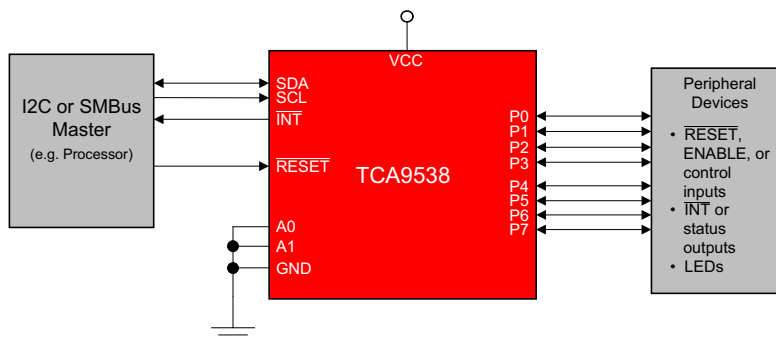 VCC
I2C or SMBus
Master
(e.g. Processor)
SDA
SCL
INT
RESET
A0
A1
GND
TCA9538
P0
P1
P2
P3
P4
P5
P6
P7
Peripheral
Devices
• RESET,
ENABLE, or
control
inputs
• INT or
status
outputs
• LEDs